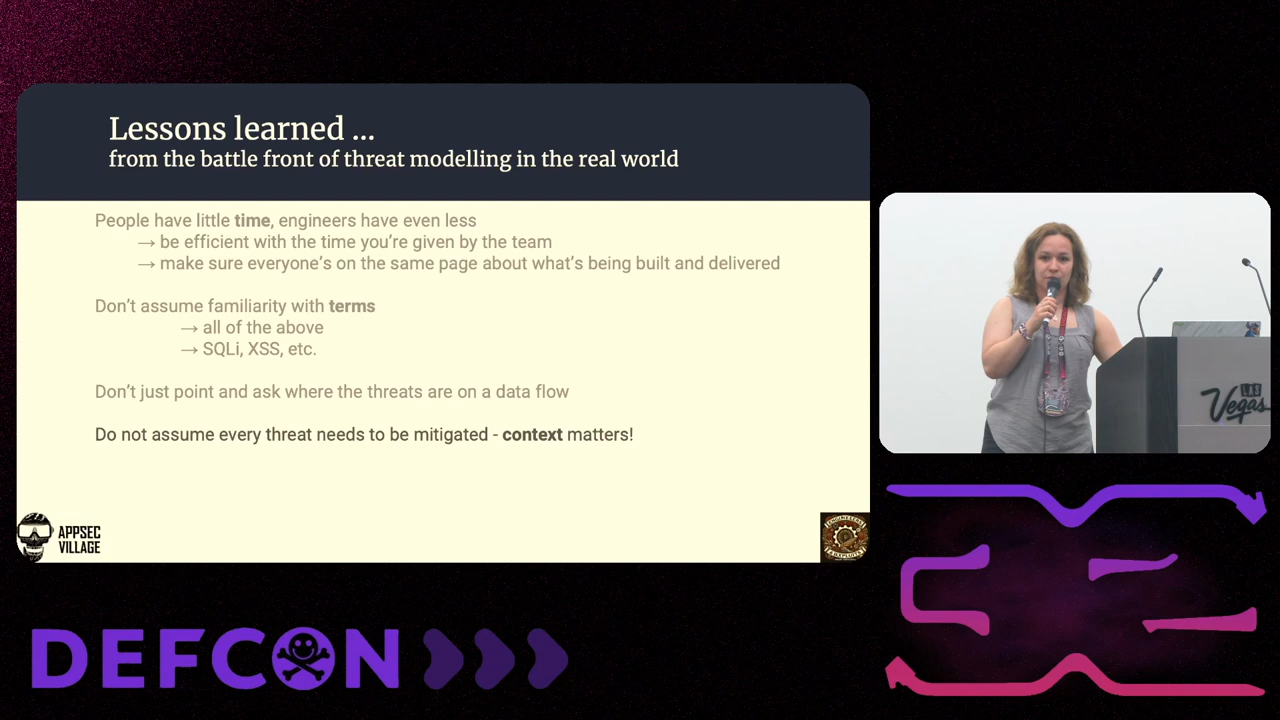 Lessons learned ...
from the battle front of threat modelling in the real world
People have little time, engineers have even less
→ be efficient with the time you're given by the team
→ make sure everyone's on the same page about what's being built and delivered
Don't assume familiarity with terms
→ all of the above
→ SQLi, XSS, etc.
Don't just point and ask where the threats are on a data flow
Do not assume every threat needs to be mitigated - context matters!
APPSEC
VILLAGE
LAS
Vegas
DEFCON